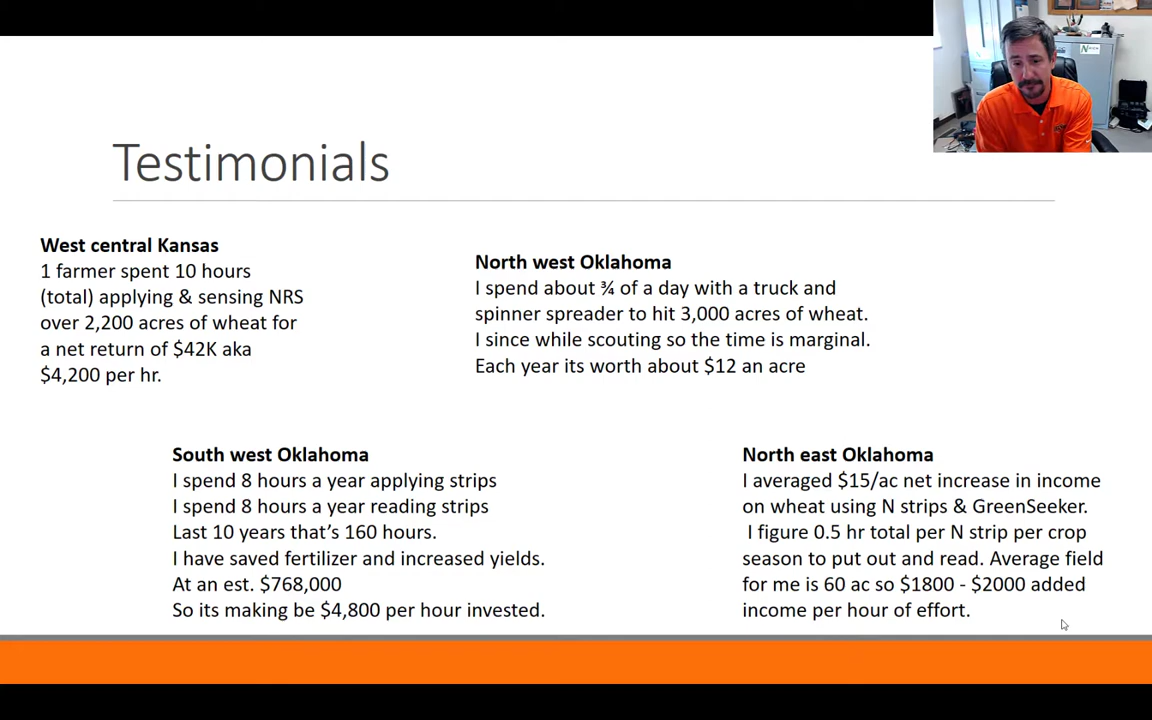 Testimonials
West central Kansas
1 farmer spent 10 hours
(total) applying & sensing NRS
over 2,200 acres of wheat for
a net return of $42K aka
$4,200 per hr.
North west Oklahoma
I spend about ¾ of a day with a truck and
spinner spreader to hit 3,000 acres of wheat.
I since while scouting so the time is marginal.
Each year its worth about $12 an acre
South west Oklahoma
I spend 8 hours a year applying strips
I spend 8 hours a year reading strips
Last 10 years that's 160 hours.
I have saved fertilizer and increased yields.
At an est. $768,000
So its making be $4,800 per hour invested.
North east Oklahoma
I averaged $15/ac net increase in income
on wheat using N strips & GreenSeeker.
I figure 0.5 hr total per N strip per crop
season to put out and read. Average field
for me is 60 ac so $1800 - $2000 added
income per hour of effort.